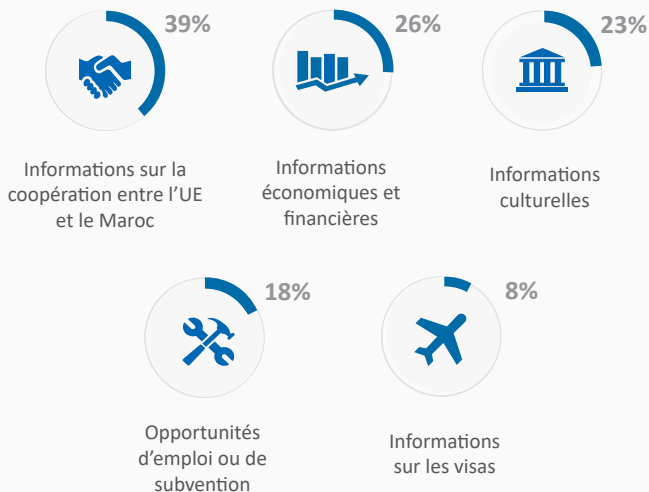 39%
Informations sur la
coopération entre l’UE
et le Maroc
26%
Informations
économiques et
financières
23%
Informations
culturelles
18%
Opportunités
d’emploi ou de
subvention
8%
Informations
sur les visas